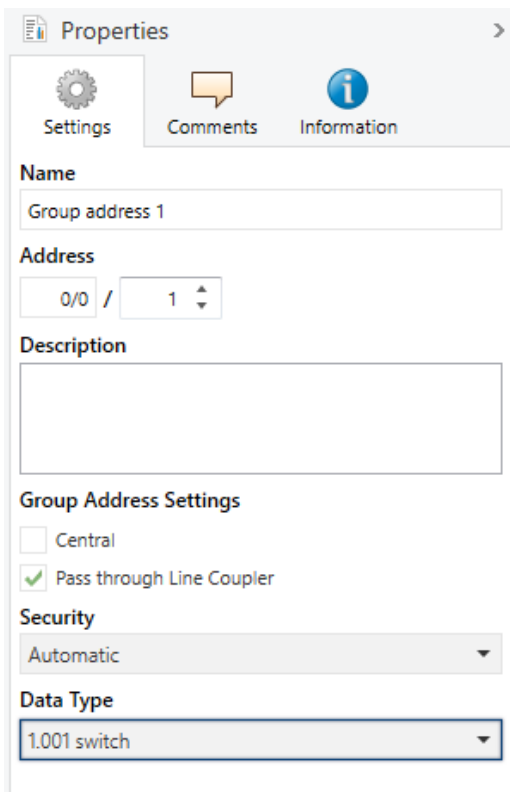 Properties
Settings Comments Information
Name
Group address 1
Address
0/0 / 1
Description
Group Address Settings
Central
Pass through Line Coupler
Security
Automatic
Data Type
1.001 switch